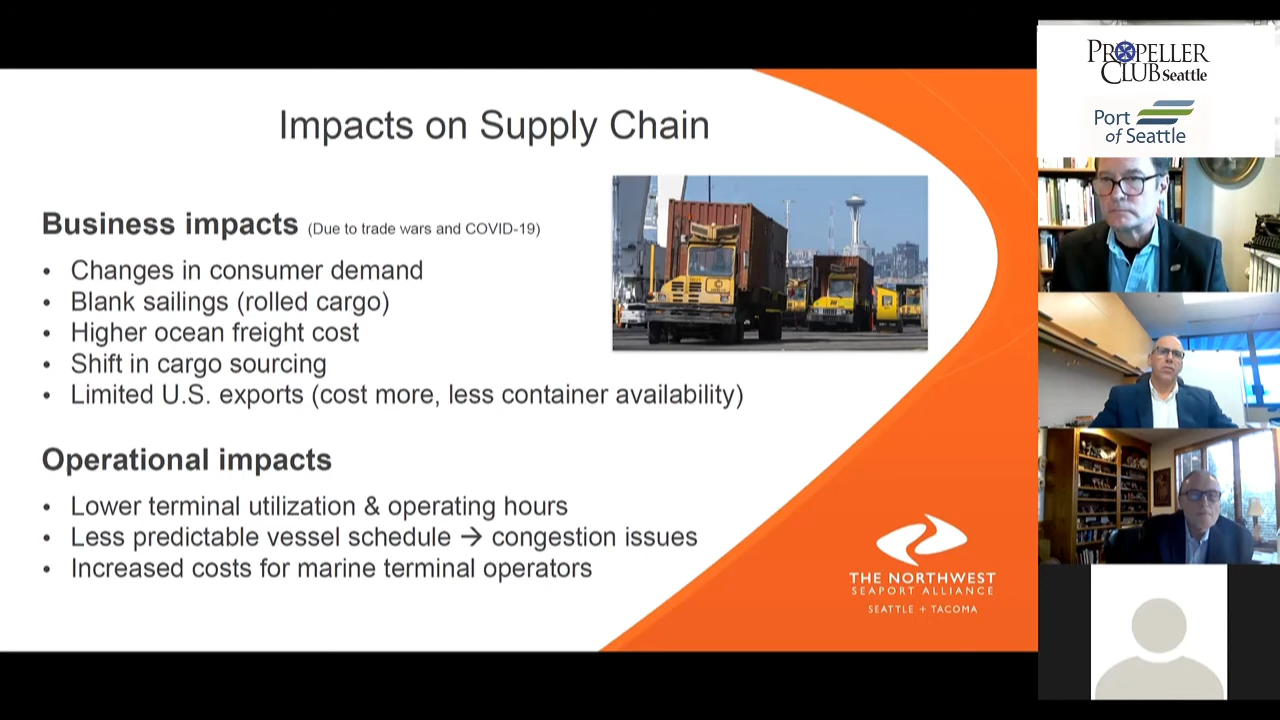 Impacts on Supply Chain
Business impacts (Due to trade wars and COVID-19)
• Changes in consumer demand
• Blank sailings (rolled cargo)
• Higher ocean freight cost
• Shift in cargo sourcing
• Limited U.S. exports (cost more, less container availability)
Operational impacts
• Lower terminal utilization & operating hours
• Less predictable vessel schedule → congestion issues
• Increased costs for marine terminal operators
THE NORTHWEST
SEAPORT ALLIANCE
SEATTLE + TACOMA
PROPELLER
CLUB Seattle
Port
of Seattle